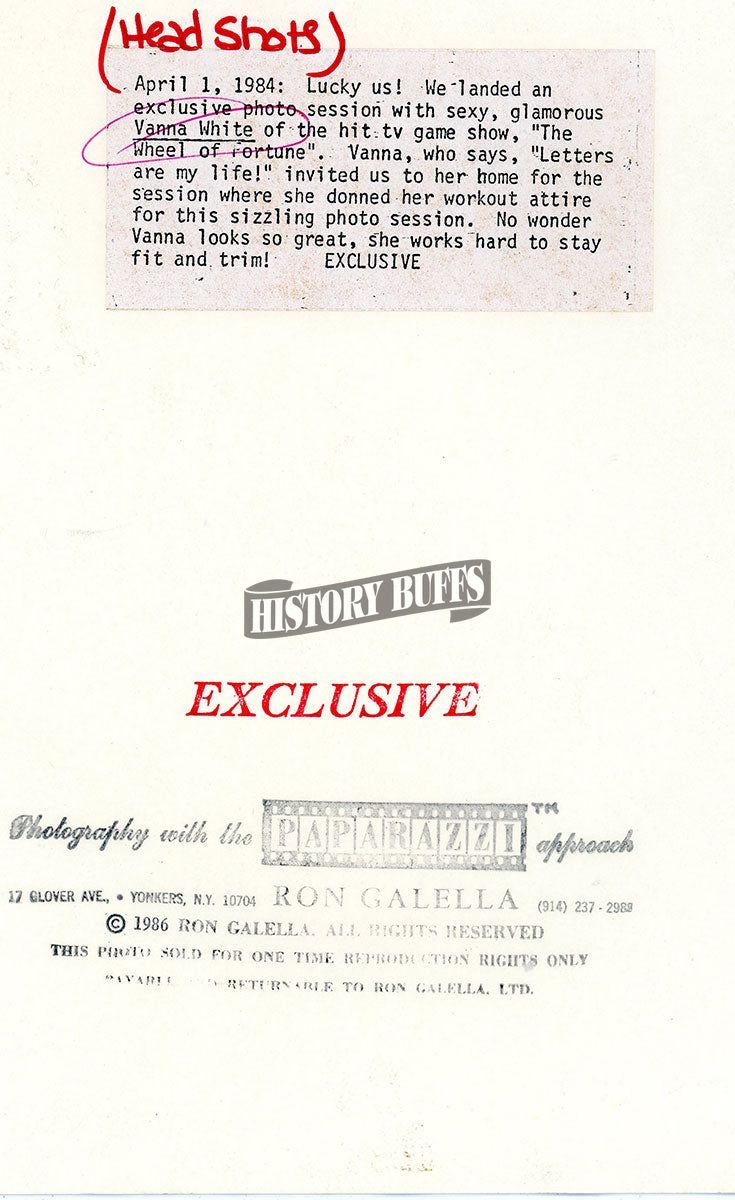 (Head Shots)
April 1, 1984: Lucky us! We landed an
exclusive photo session with sexy, glamorous
Vanna White of the hit tv game show, "The
Wheel of Fortune". Vanna, who says, "Letters
are my life!" invited us to her home for the
session where she donned her workout attire
for this sizzling photo session. No wonder
Vanna looks so great, she works hard to stay
fit and trim! EXCLUSIVE
HISTORY BUFFS
EXCLUSIVE
Photography with the PAPARAZZI™ approach
17 GLOVER AVE., • YONKERS, N.Y. 10704 RON GALELLA (914) 237-2988
© 1986 RON GALELLA. ALL RIGHTS RESERVED
THIS PHOTO SOLD FOR ONE TIME REPRODUCTION RIGHTS ONLY
RETURNABLE TO RON GALELLA, LTD.